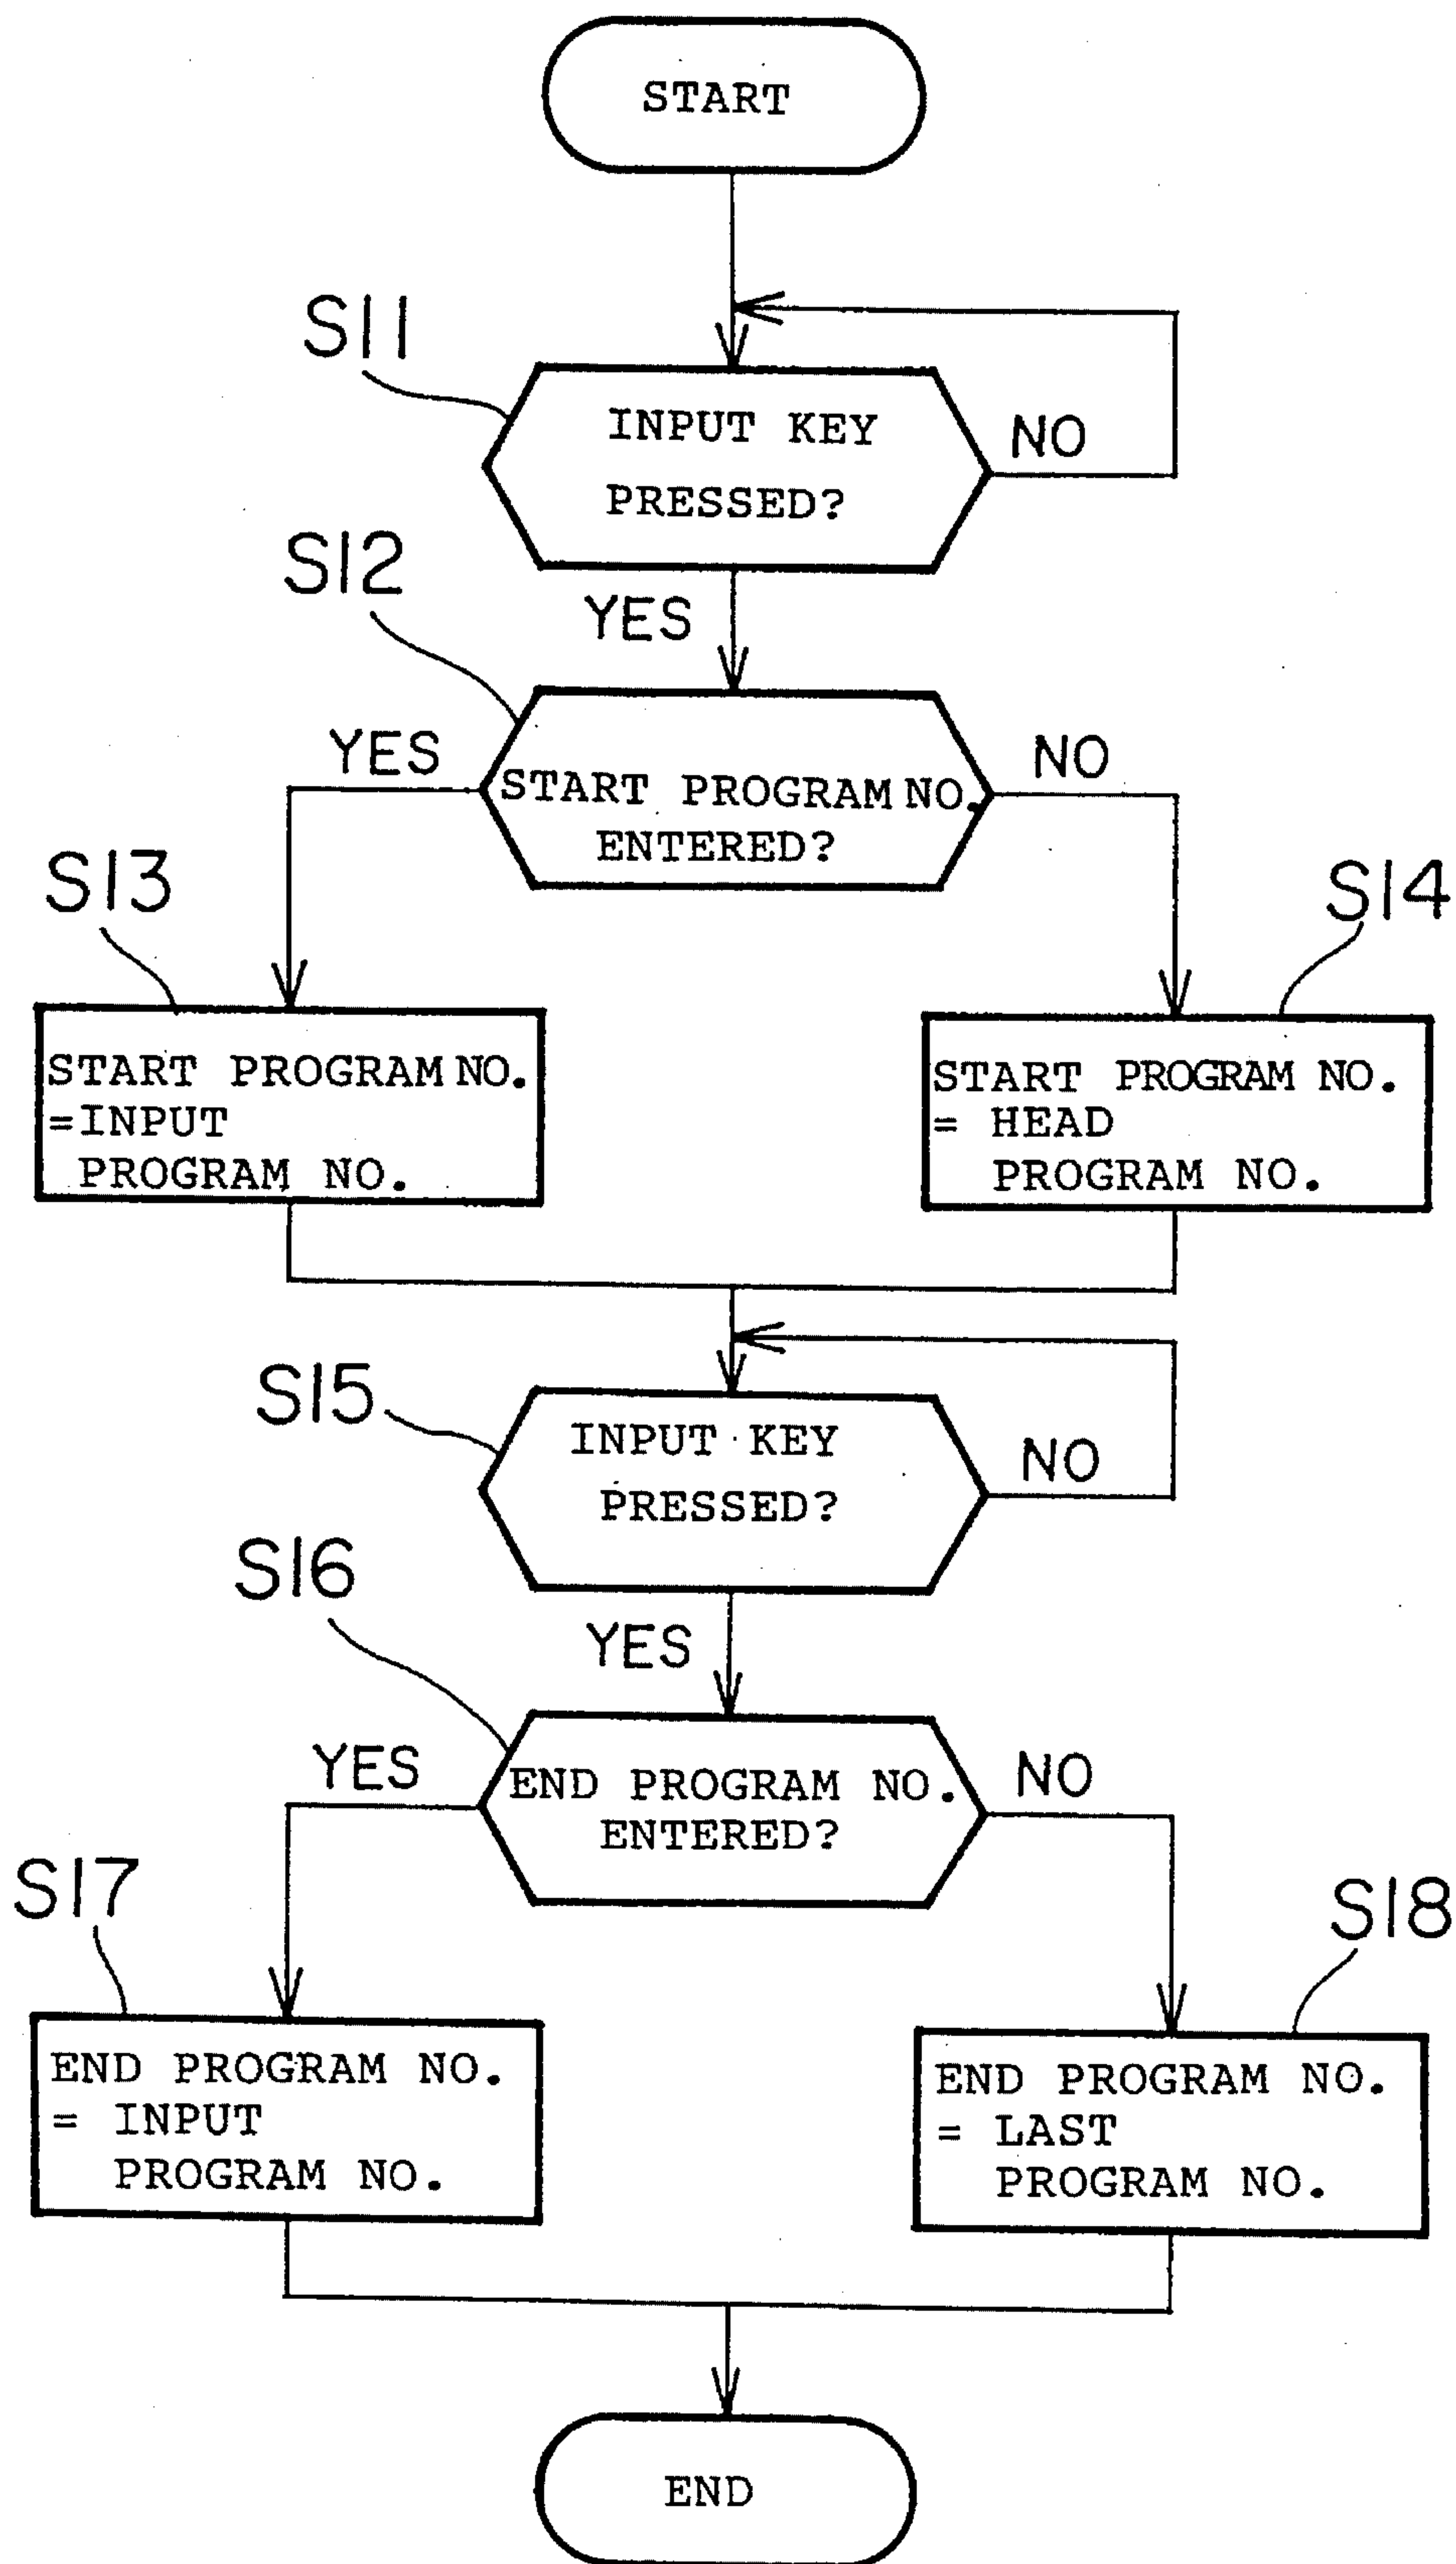 START
S11
INPUT KEY
PRESSED?
NO
YES
S12
START PROGRAM NO.
ENTERED?
YES
NO
S13
START PROGRAM NO.
=INPUT
PROGRAM NO.
S14
START PROGRAM NO.
= HEAD
PROGRAM NO.
S15
INPUT KEY
PRESSED?
NO
YES
S16
END PROGRAM NO.
ENTERED?
YES
NO
S17
END PROGRAM NO.
= INPUT
PROGRAM NO.
S18
END PROGRAM NO.
= LAST
PROGRAM NO.
END